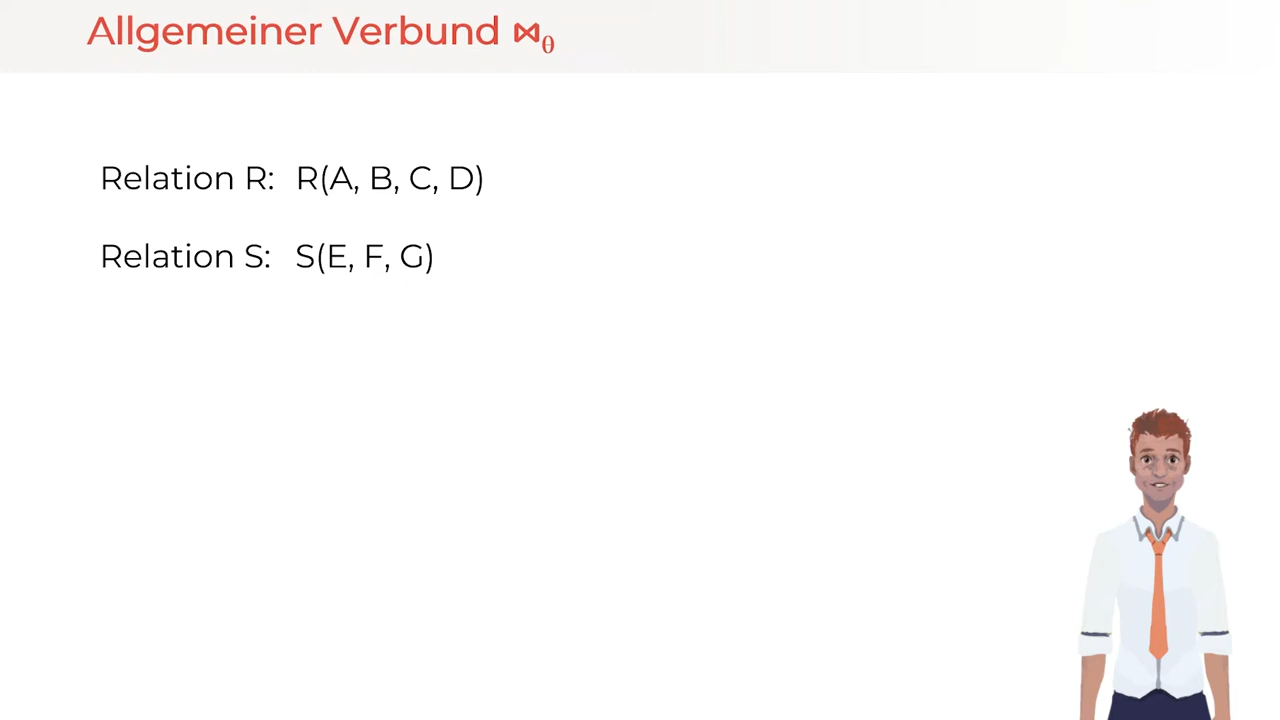 Allgemeiner Verbund ⋈θ
Relation R: R(A, B, C, D)
Relation S: S(E, F, G)